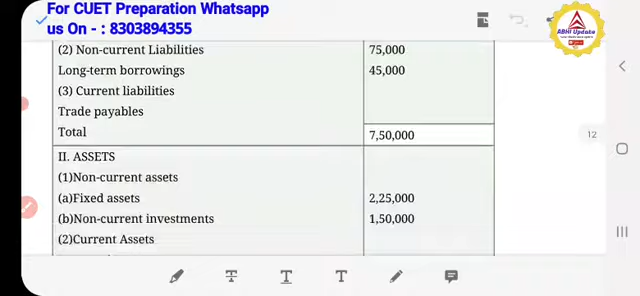 For CUET Preparation Whatsapp
us On - : 8303894355
ABHI Update
(2) Non-current Liabilities 75,000
Long-term borrowings 45,000
(3) Current liabilities
Trade payables
Total 7,50,000
12
II. ASSETS
(1)Non-current assets
(a)Fixed assets 2,25,000
(b)Non-current investments 1,50,000
(2)Current Assets